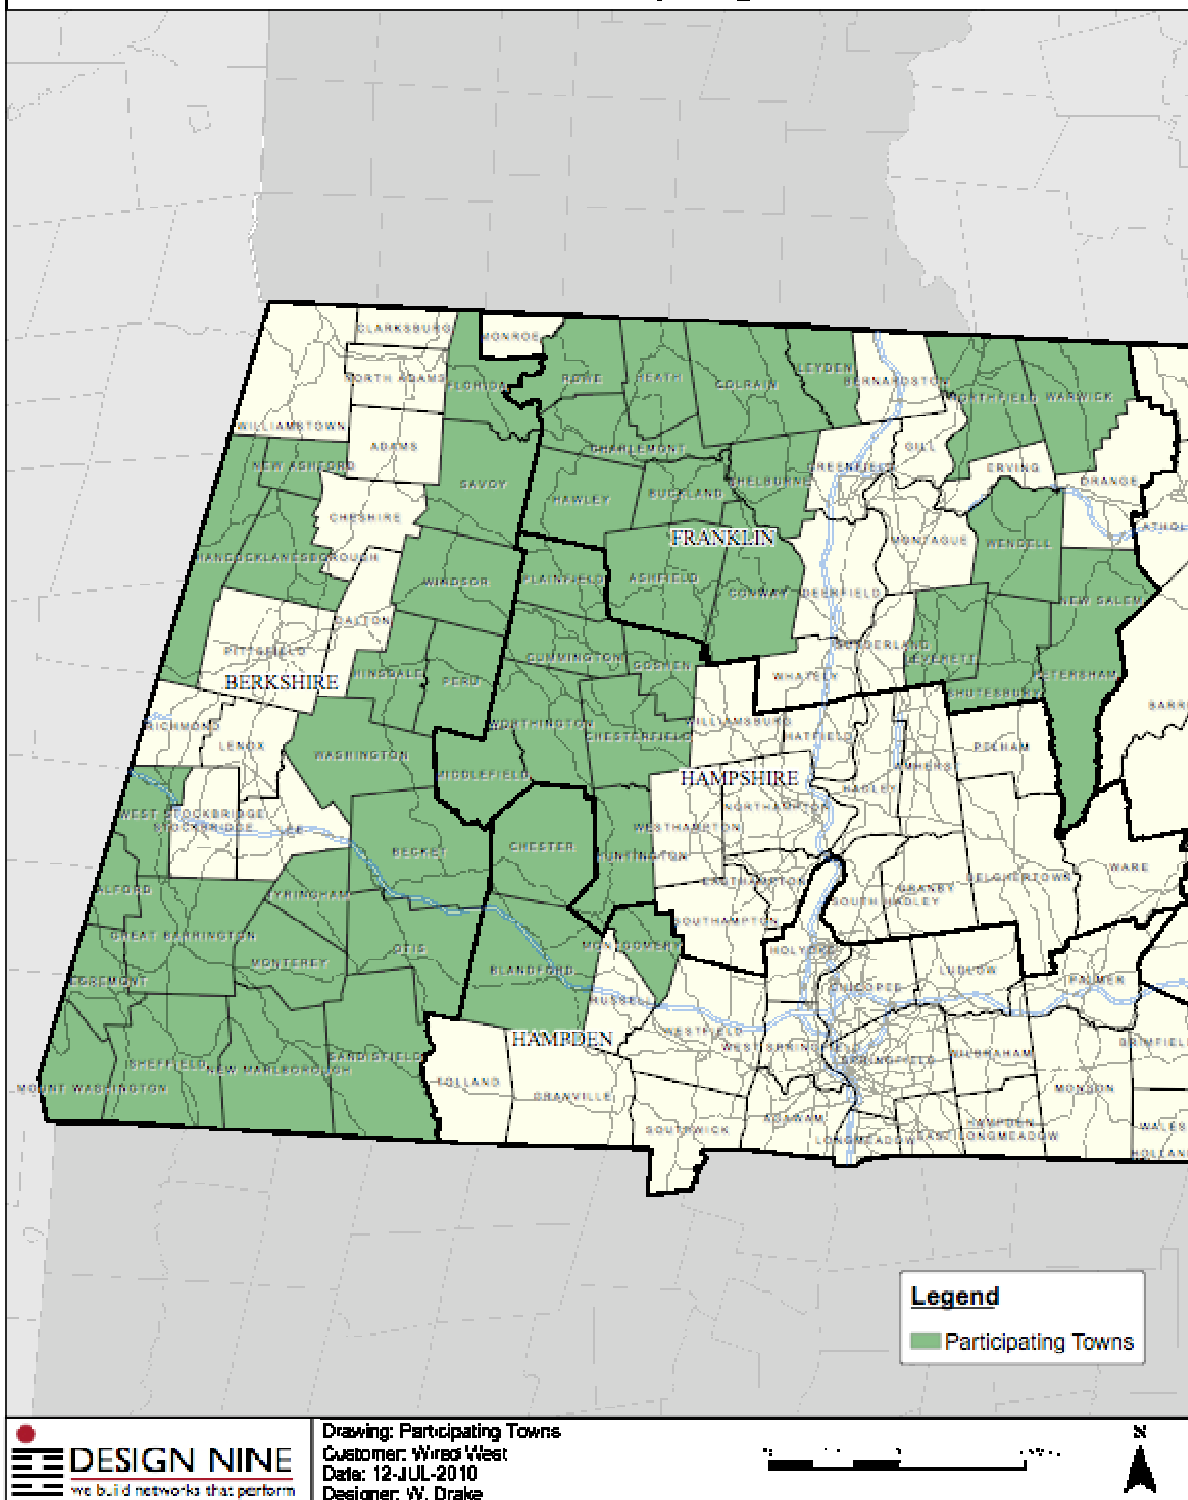 CLARKSBURG
MONROE
NORTH ADAMS
FLORIDA
ROWE
HEATH
COLRAIN
LEYDEN
BERNARDSTON
NORTHFIELD
WARWICK
WILLIAMSTOWN
ADAMS
CHARLEMONT
GILL
NEW ASHFORD
SAVOY
HAWLEY
BUCKLAND
SHELBURNE
GREENFIELD
ERVING
ORANGE
CHESHIRE
FRANKLIN
MONTAGUE
WENDELL
ATHOL
HANCOCK
LANESBOROUGH
WINDSOR
PLAINFIELD
ASHFIELD
CONWAY
DEERFIELD
NEW SALEM
DALTON
PITTSFIELD
BERKSHIRE
HINSDALE
PERU
CUMMINGTON
GOSHEN
WHATELY
SUNDERLAND
LEVERETT
SHUTESBURY
PETERSHAM
RICHMOND
LENOX
WASHINGTON
WORTHINGTON
CHESTERFIELD
WILLIAMSBURG
HATFIELD
PELHAM
BARR
MIDDLEFIELD
HAMPSHIRE
AMHERST
HADLEY
WEST STOCKBRIDGE
STOCKBRIDGE
LEE
NORTHAMPTON
WESTHAMPTON
BECKET
CHESTER
HUNTINGTON
WARE
ALFORD
TYRINGHAM
EASTHAMPTON
GRANBY
BELCHERTOWN
SOUTH HADLEY
GREAT BARRINGTON
MONTEREY
OTIS
MONTGOMERY
SOUTHAMPTON
HOLYOKE
EGREMONT
BLANDFORD
RUSSELL
CHICOPEE
LUDLOW
PALMER
HAMBDEN
WESTFIELD
WEST SPRINGFIELD
SPRINGFIELD
WILBRAHAM
BRIMFIEL
SHEFFIELD
NEW MARLBOROUGH
SANDISFIELD
MOUNT WASHINGTON
TOLLAND
GRANVILLE
MONSON
SOUTHWICK
AGAWAM
LONGMEADOW
EAST LONGMEADOW
HAMPDEN
WALES
HOLLAN
Legend
Participating Towns
DESIGN NINE
we build networks that perform
Drawing: Participating Towns
Customer: Wired West
Date: 12-JUL-2010
Designer: W. Drake
N